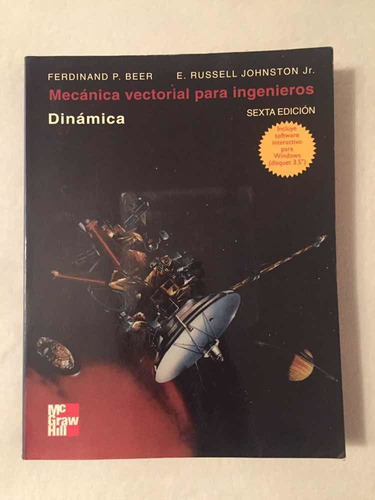 FERDINAND P. BEER E. RUSSELL JOHNSTON Jr.
Mecánica vectorial para ingenieros
Dinámica
SEXTA EDICIÓN
Incluye
software
interactivo
para
Windows
(disquet 3.5")
Mc
Graw
Hill